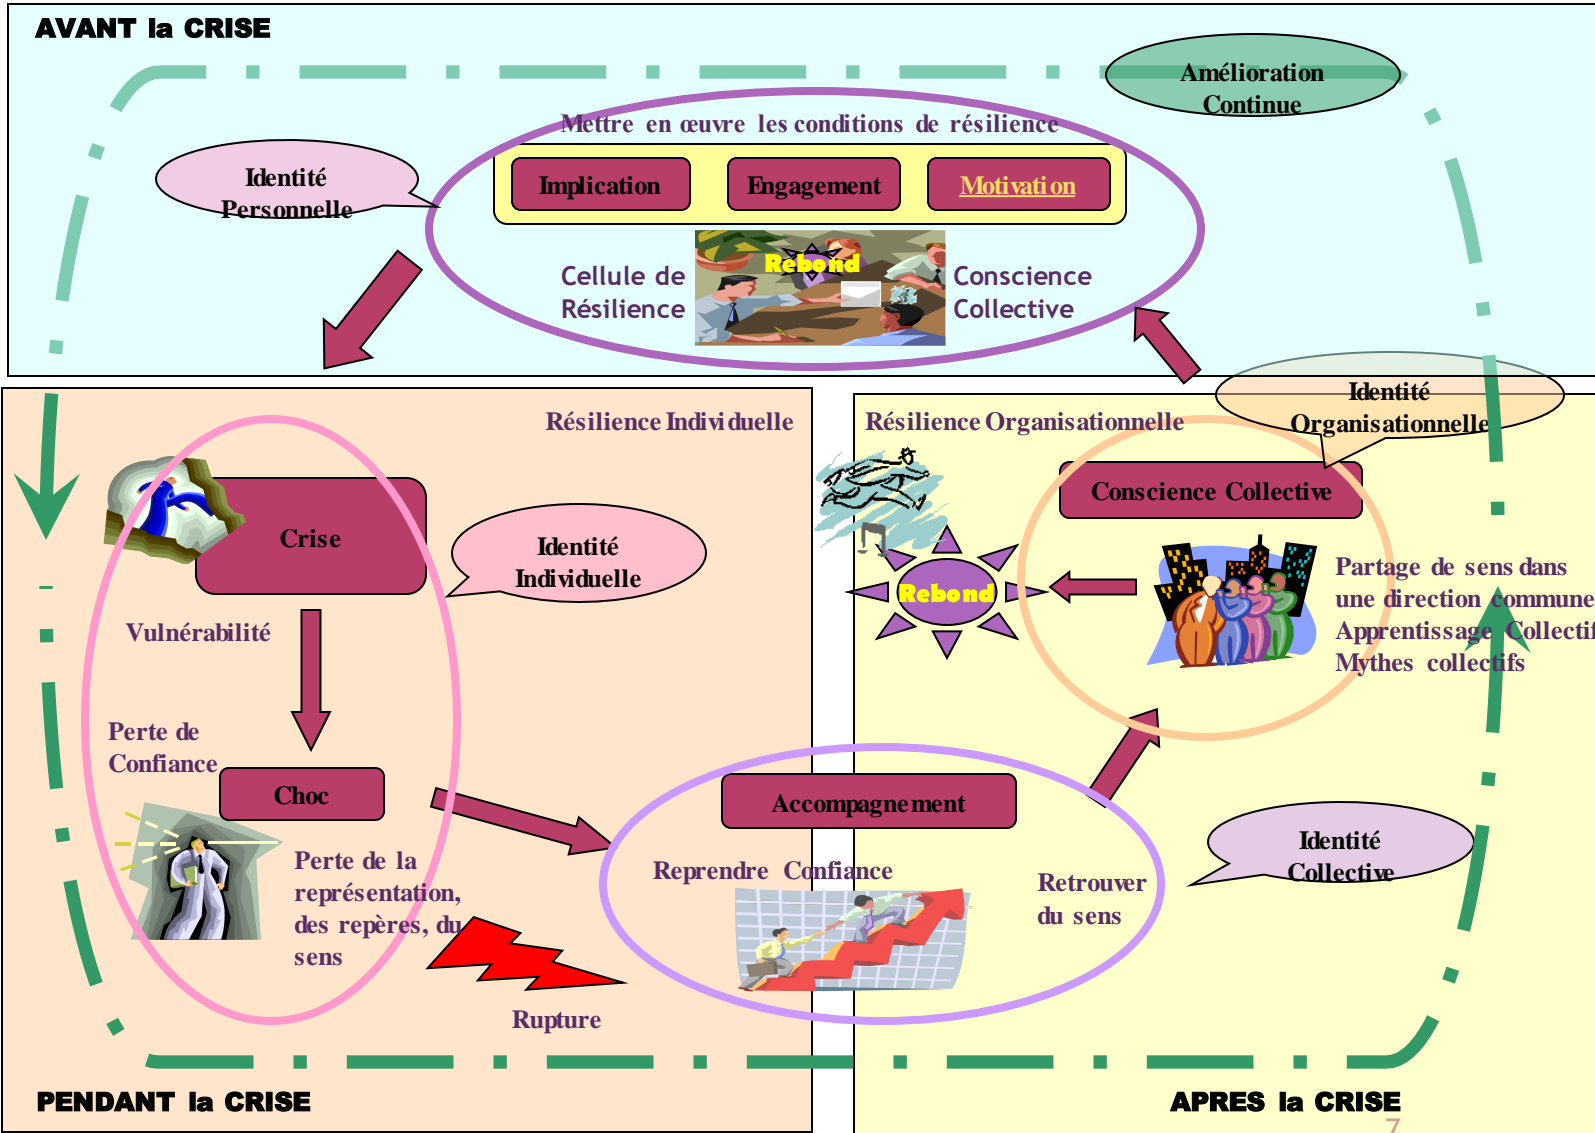 AVANT la CRISE
Amélioration
Continue
Mettre en œuvre les conditions de résilience
Identité
Personnelle
Implication
Engagement
Motivation
Rebond
Cellule de
Résilience
Conscience
Collective
Identité
Organisationnelle
Résilience Individuelle
Résilience Organisationnelle
Conscience Collective
Crise
Identité
Individuelle
Rebond
Partage de sens dans
une direction commune
Apprentissage Collectif
Mythes collectifs
Vulnérabilité
Perte de
Confiance
Choc
Accompagnement
Identité
Collective
Perte de la
représentation,
des repères, du
sens
Reprendre Confiance
Retrouver
du sens
Rupture
PENDANT la CRISE
APRES la CRISE
7